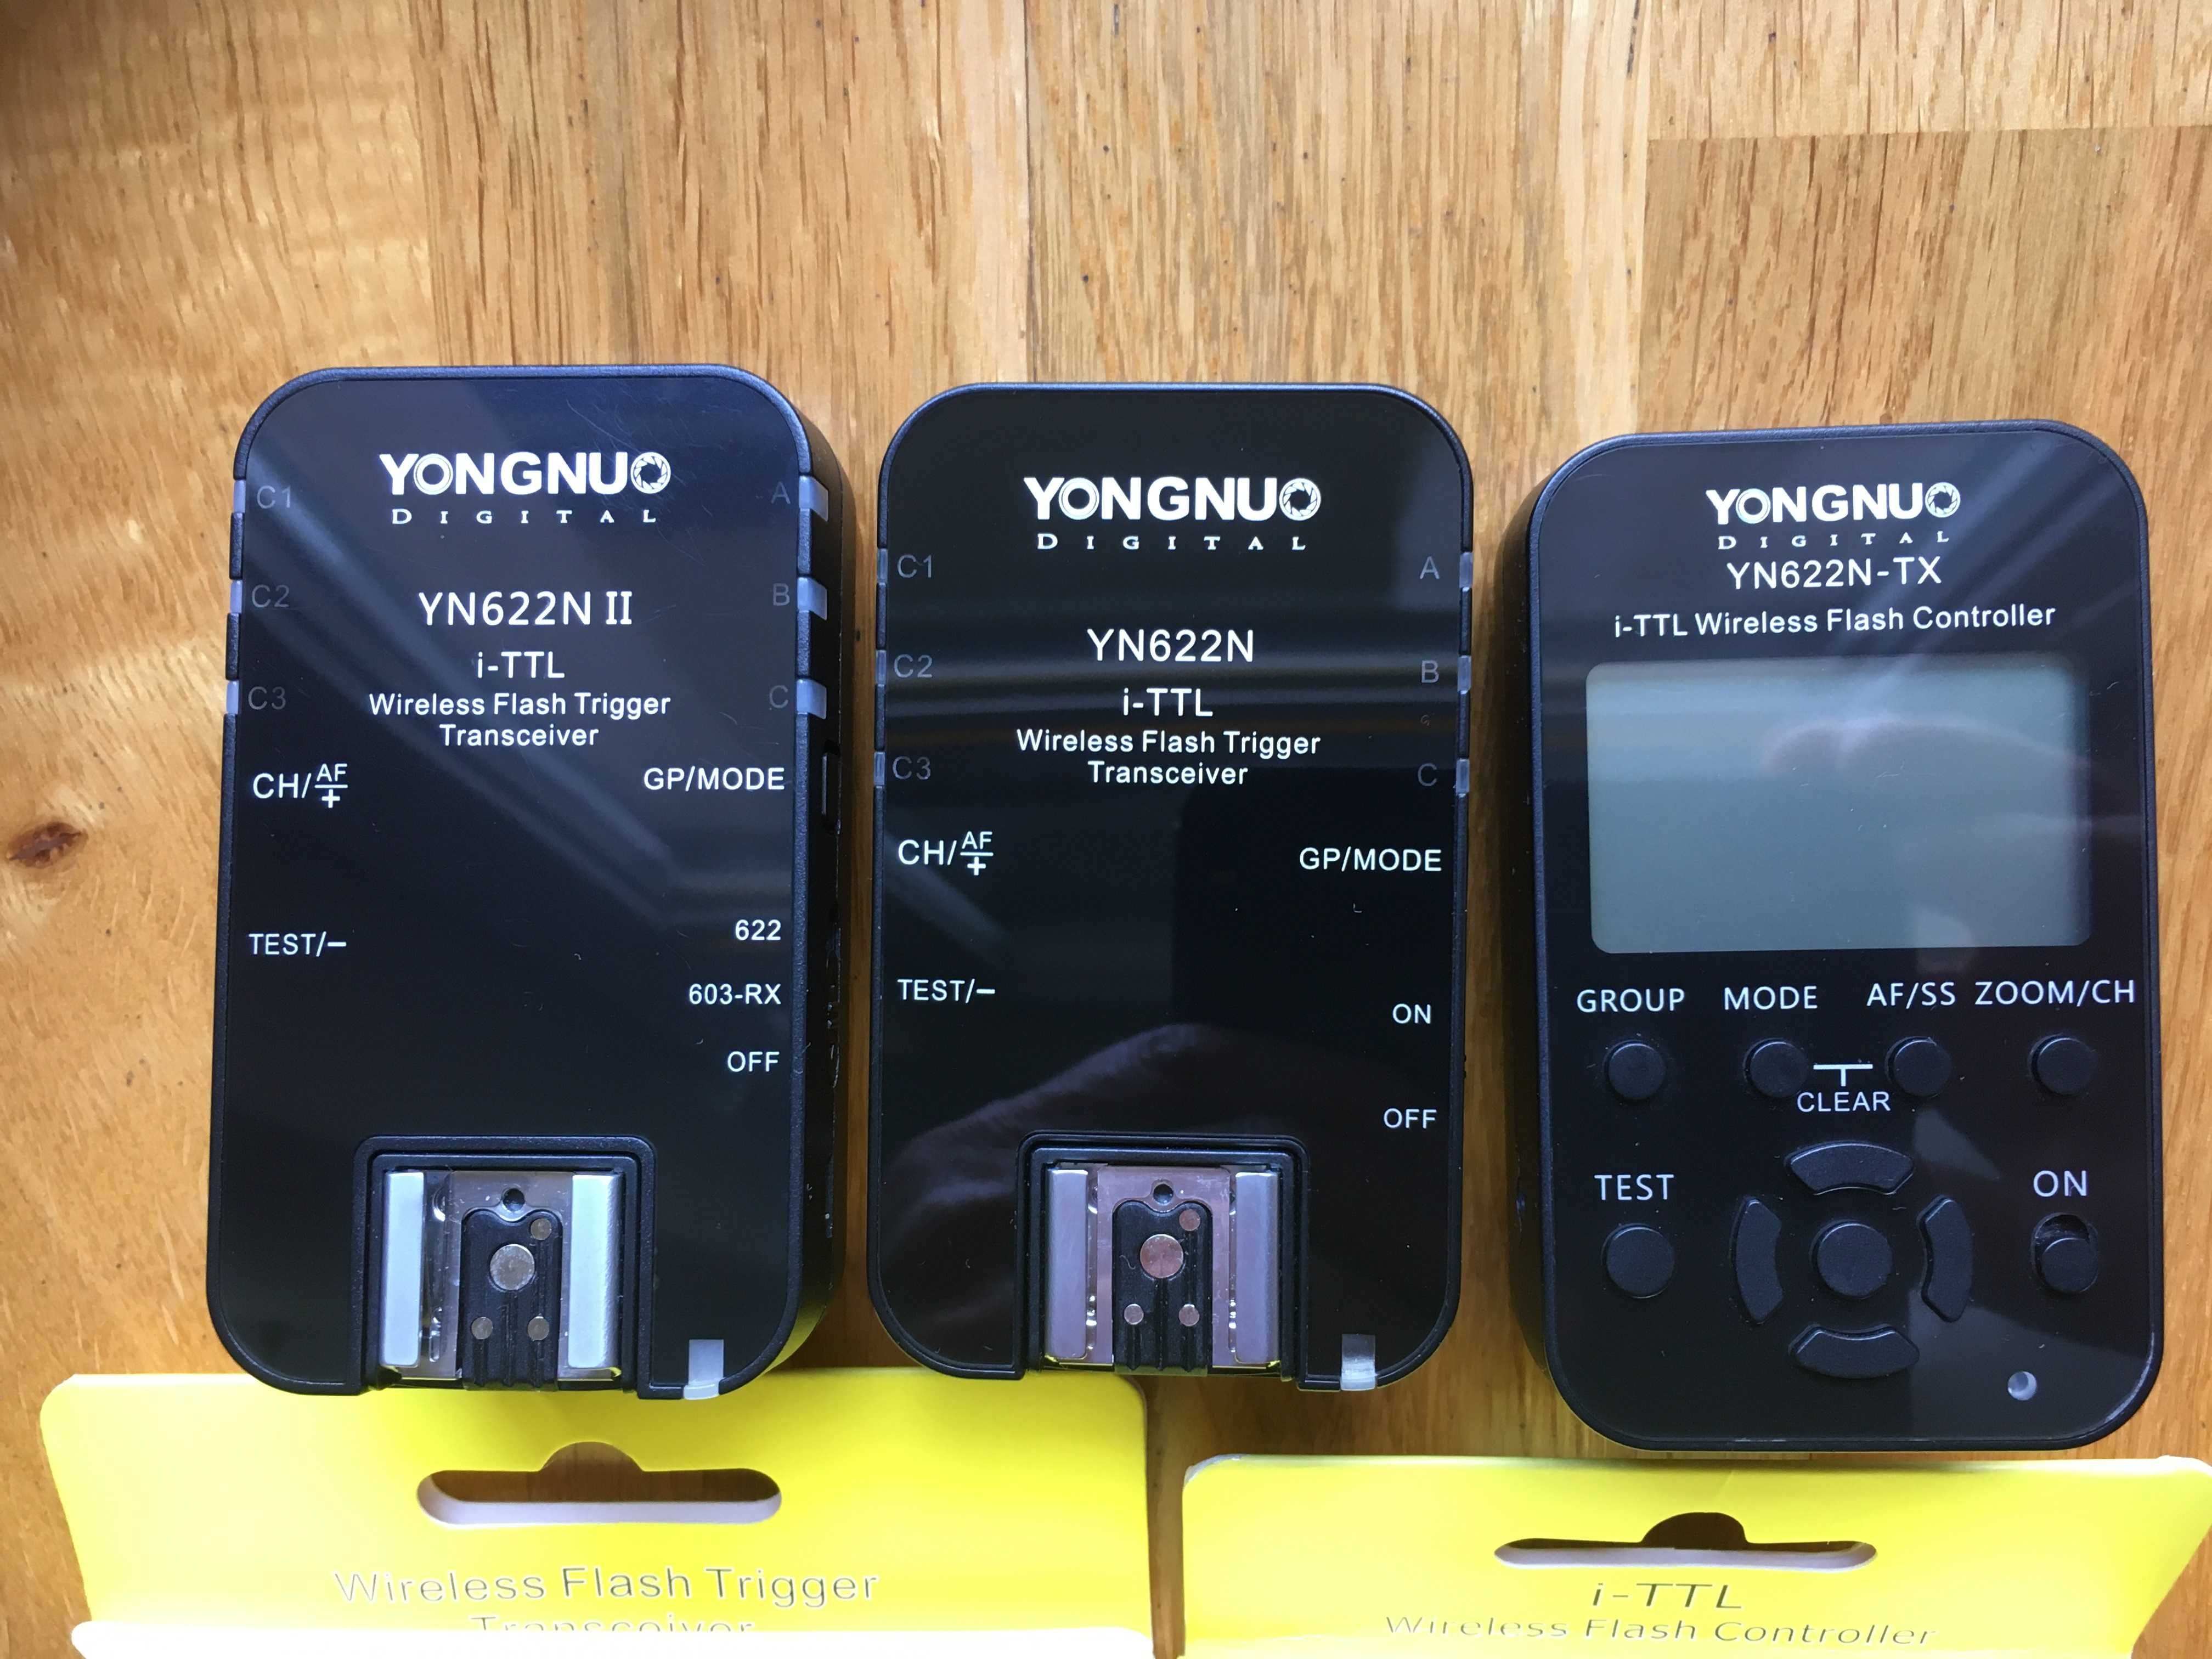 YONGNUO
DIGITAL
C1
A
C2
B
YN622N II
i-TTL
C3
C
Wireless Flash Trigger
Transceiver
CH/AF+
GP/MODE
TEST/–
622
603-RX
OFF
YONGNUO
DIGITAL
C1
A
YN622N
C2
B
i-TTL
Wireless Flash Trigger
C3
C
Transceiver
CH/AF+
GP/MODE
TEST/–
ON
OFF
YONGNUO
DIGITAL
YN622N-TX
i-TTL Wireless Flash Controller
GROUP MODE AF/SS ZOOM/CH
CLEAR
TEST
ON
Wireless Flash Trigger
Transceiver
i-TTL
Wireless Flash Controller